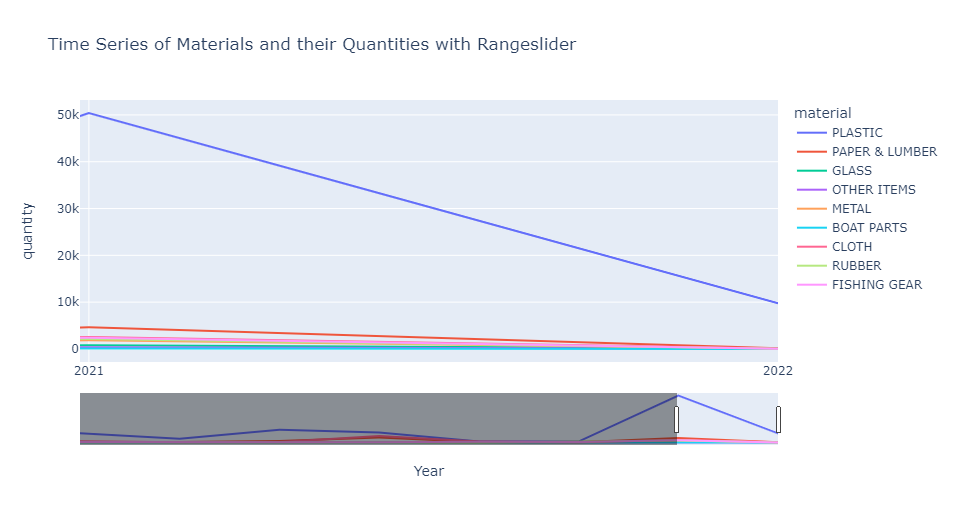 Time Series of Materials and their Quantities with Rangeslider
material
PLASTIC
PAPER & LUMBER
GLASS
OTHER ITEMS
METAL
BOAT PARTS
CLOTH
RUBBER
FISHING GEAR
quantity
50k
40k
30k
20k
10k
0
2021
2022
Year